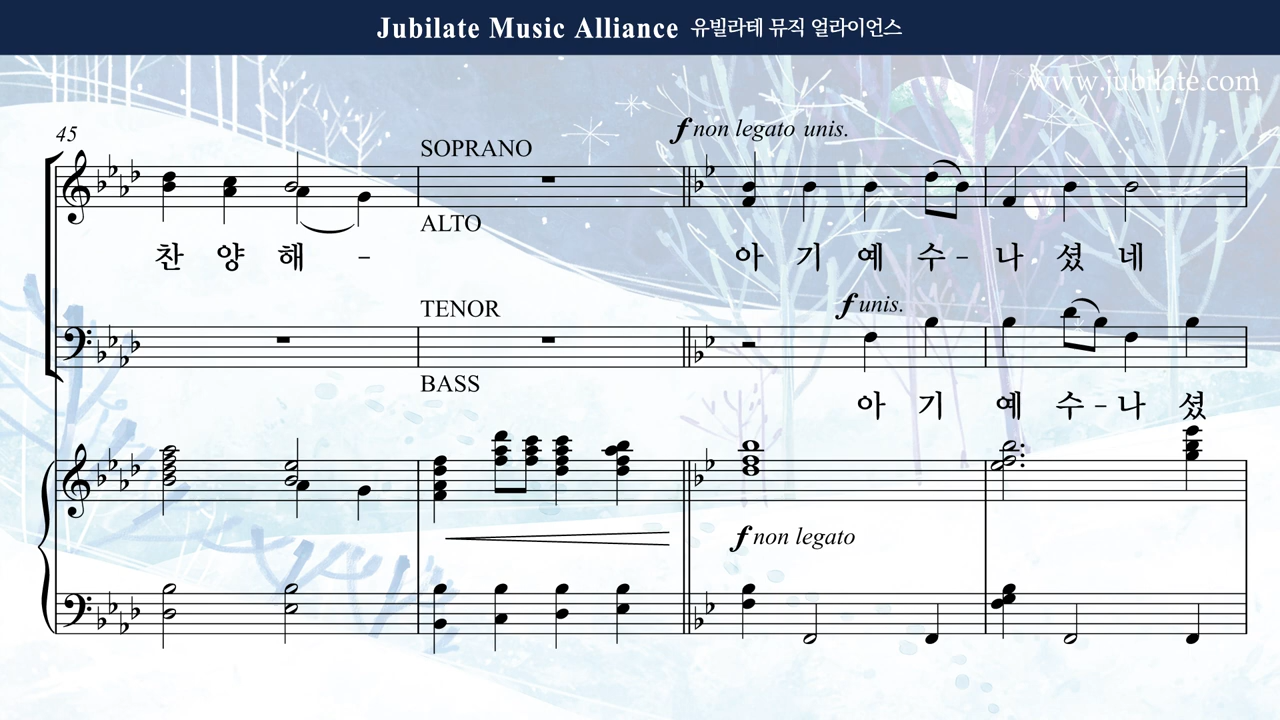 Jubilate Music Alliance 유빌라테 뮤직 얼라이언스
www.jubilate.com
45
SOPRANO
f non legato unis.
찬 양 해 -
ALTO
아 기 예 수 - 나 셨 네
TENOR
f unis.
BASS
아 기 예 수 - 나 셨
f non legato